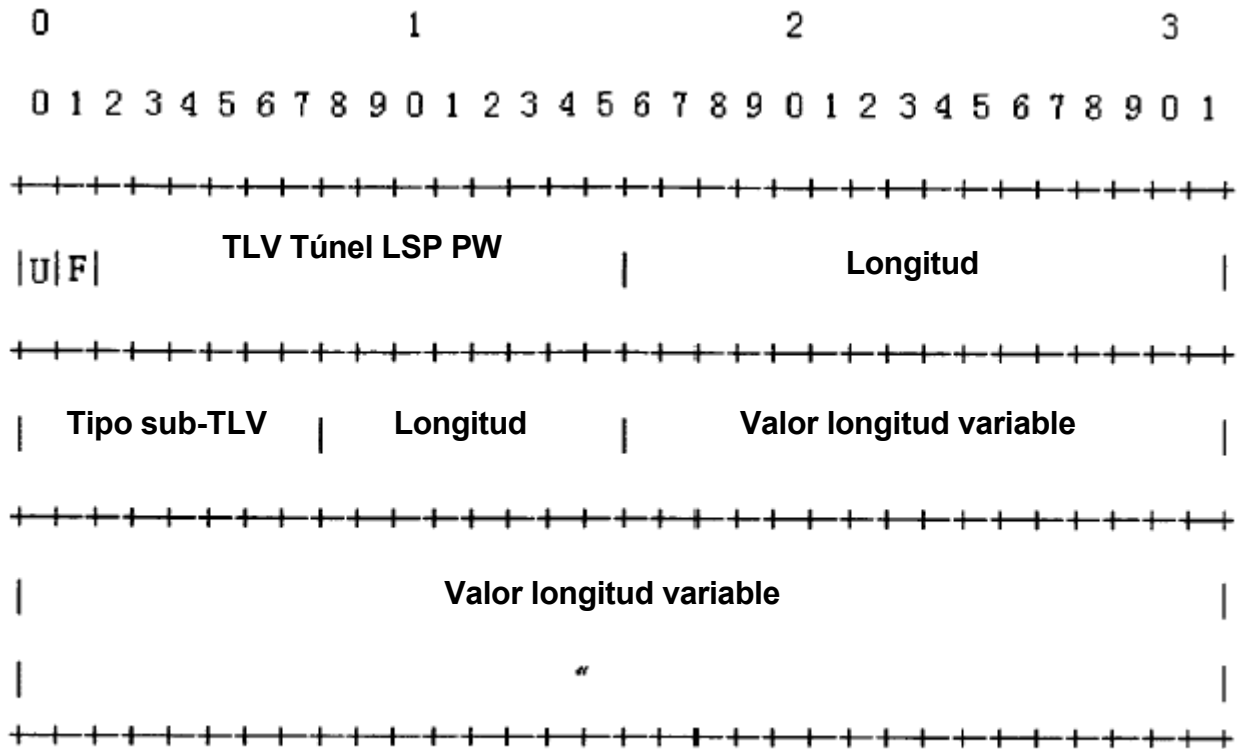 0 1 2 3
0 1 2 3 4 5 6 7 8 9 0 1 2 3 4 5 6 7 8 9 0 1 2 3 4 5 6 7 8 9 0 1
+-+-+-+-+-+-+-+-+-+-+-+-+-+-+-+-+-+-+-+-+-+-+-+-+-+-+-+-+-+-+-+-+
|U|F| TLV Túnel LSP PW | Longitud |
+-+-+-+-+-+-+-+-+-+-+-+-+-+-+-+-+-+-+-+-+-+-+-+-+-+-+-+-+-+-+-+-+
| Tipo sub-TLV | Longitud | Valor longitud variable |
+-+-+-+-+-+-+-+-+-+-+-+-+-+-+-+-+-+-+-+-+-+-+-+-+-+-+-+-+-+-+-+-+
| Valor longitud variable |
| “ |
+-+-+-+-+-+-+-+-+-+-+-+-+-+-+-+-+-+-+-+-+-+-+-+-+-+-+-+-+-+-+-+-+